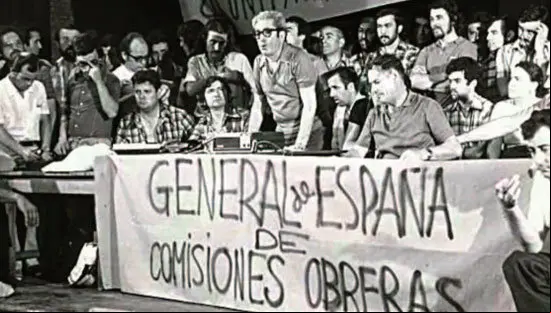 GENERAL de ESPAÑA
DE
COMISIONES OBRERAS